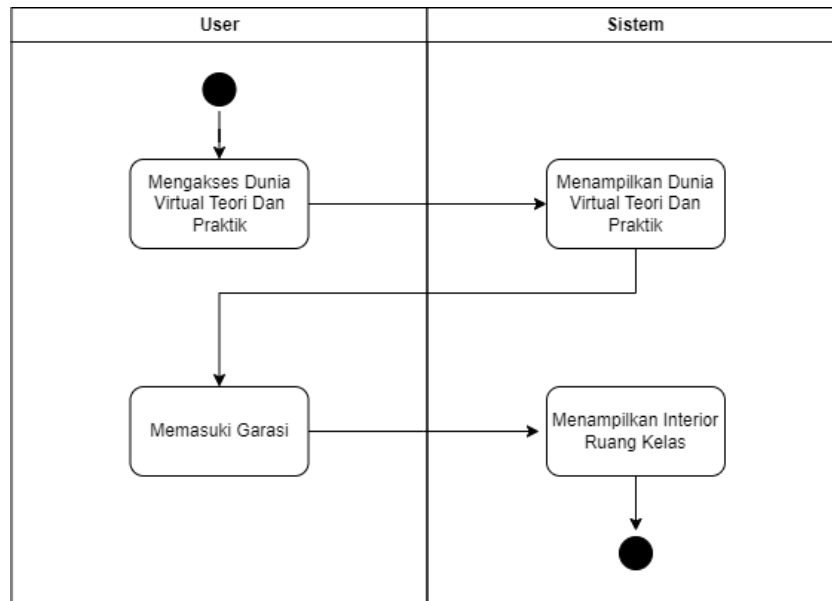 User
Sistem
Mengakses Dunia
Virtual Teori Dan
Praktik
Menampilkan Dunia
Virtual Teori Dan
Praktik
Memasuki Garasi
Menampilkan Interior
Ruang Kelas